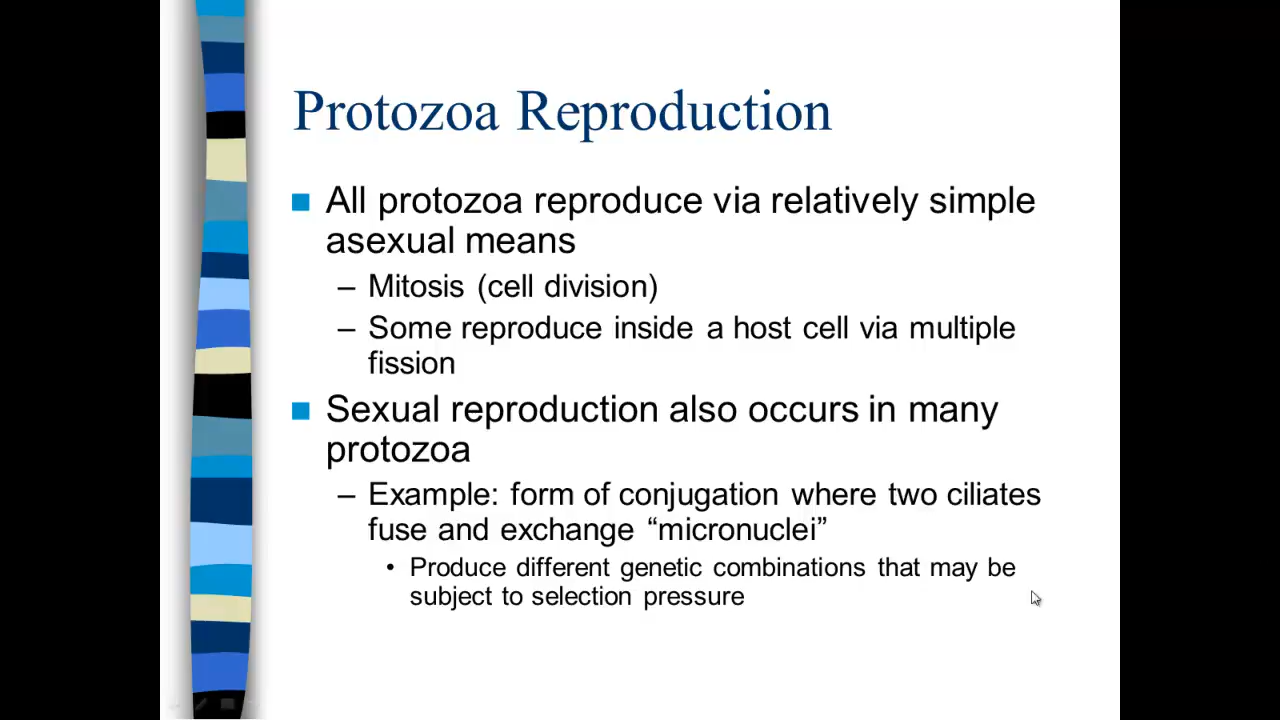 Protozoa Reproduction
■ All protozoa reproduce via relatively simple
asexual means
– Mitosis (cell division)
– Some reproduce inside a host cell via multiple
fission
■ Sexual reproduction also occurs in many
protozoa
– Example: form of conjugation where two ciliates
fuse and exchange “micronuclei”
• Produce different genetic combinations that may be
subject to selection pressure